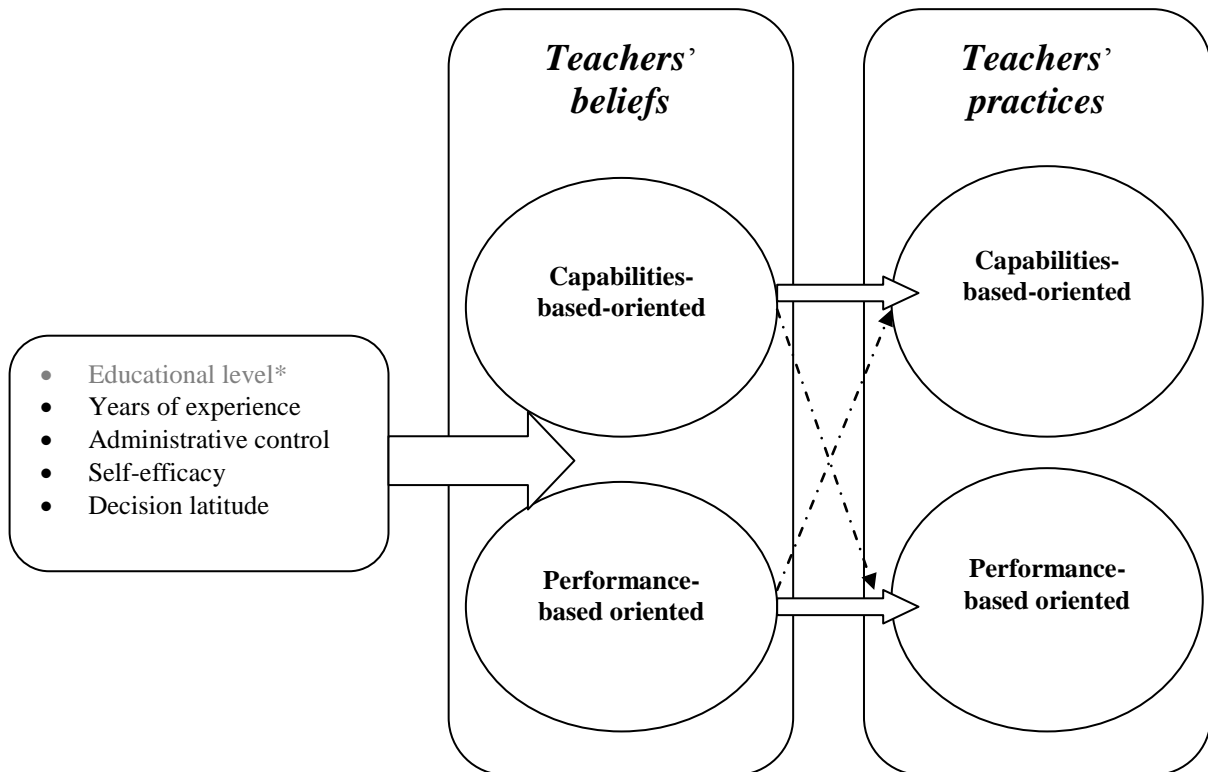 Teachers’
beliefs
Teachers’
practices
Capabilities-
based-oriented
Capabilities-
based-oriented
• Educational level*
• Years of experience
• Administrative control
• Self-efficacy
• Decision latitude
Performance-
based oriented
Performance-
based oriented